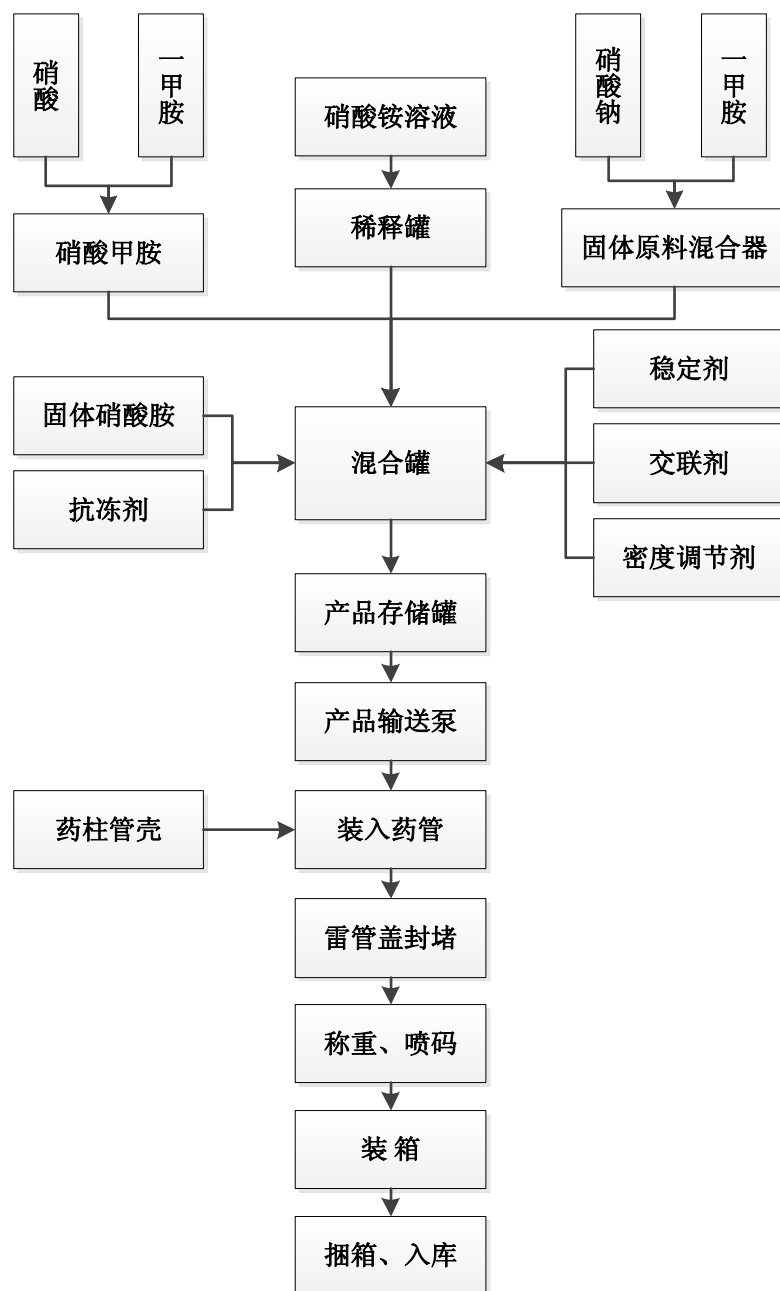 硝酸
一甲胺
硝酸铵溶液
硝酸钠
一甲胺
硝酸甲胺
稀释罐
固体原料混合器
稳定剂
固体硝酸胺
混合罐
交联剂
抗冻剂
密度调节剂
产品存储罐
产品输送泵
药柱管壳
装入药管
雷管盖封堵
称重、喷码
装 箱
捆箱、入库